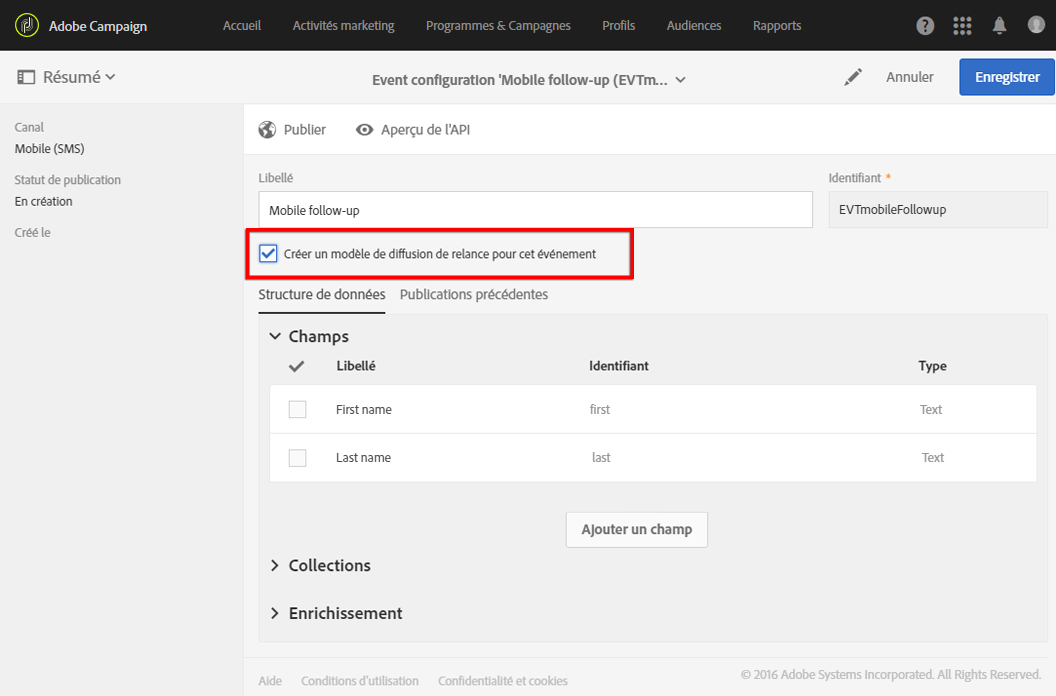 Adobe Campaign Accueil Activités marketing Programmes & Campagnes Profils Audiences Rapports
Résumé Event configuration 'Mobile follow-up (EVTm... Annuler Enregistrer
Canal
Mobile (SMS)
Statut de publication
En création
Créé le
Publier Aperçu de l'API
Libellé Identifiant *
Mobile follow-up EVTmobileFollowup
Créer un modèle de diffusion de relance pour cet événement
Structure de données Publications précédentes
Champs
Libellé Identifiant Type
First name first Text
Last name last Text
Ajouter un champ
Collections
Enrichissement
Aide Conditions d'utilisation Confidentialité et cookies © 2016 Adobe Systems Incorporated. All Rights Reserved.